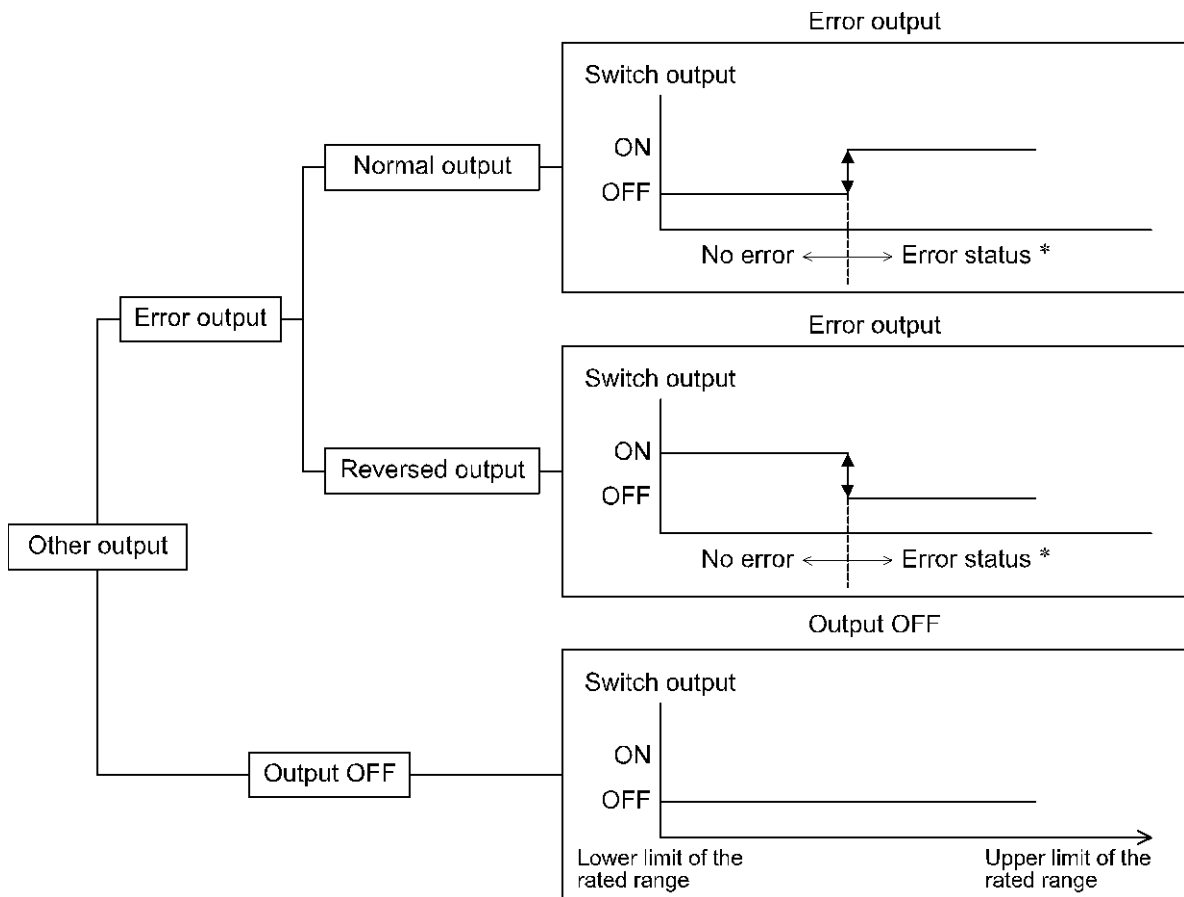 Error output
Switch output
ON
OFF
No error
Error status *
Normal output
Error output
Error output
Switch output
ON
OFF
No error
Error status *
Reversed output
Other output
Output OFF
Switch output
ON
OFF
Output OFF
Lower limit of the
rated range
Upper limit of the
rated range